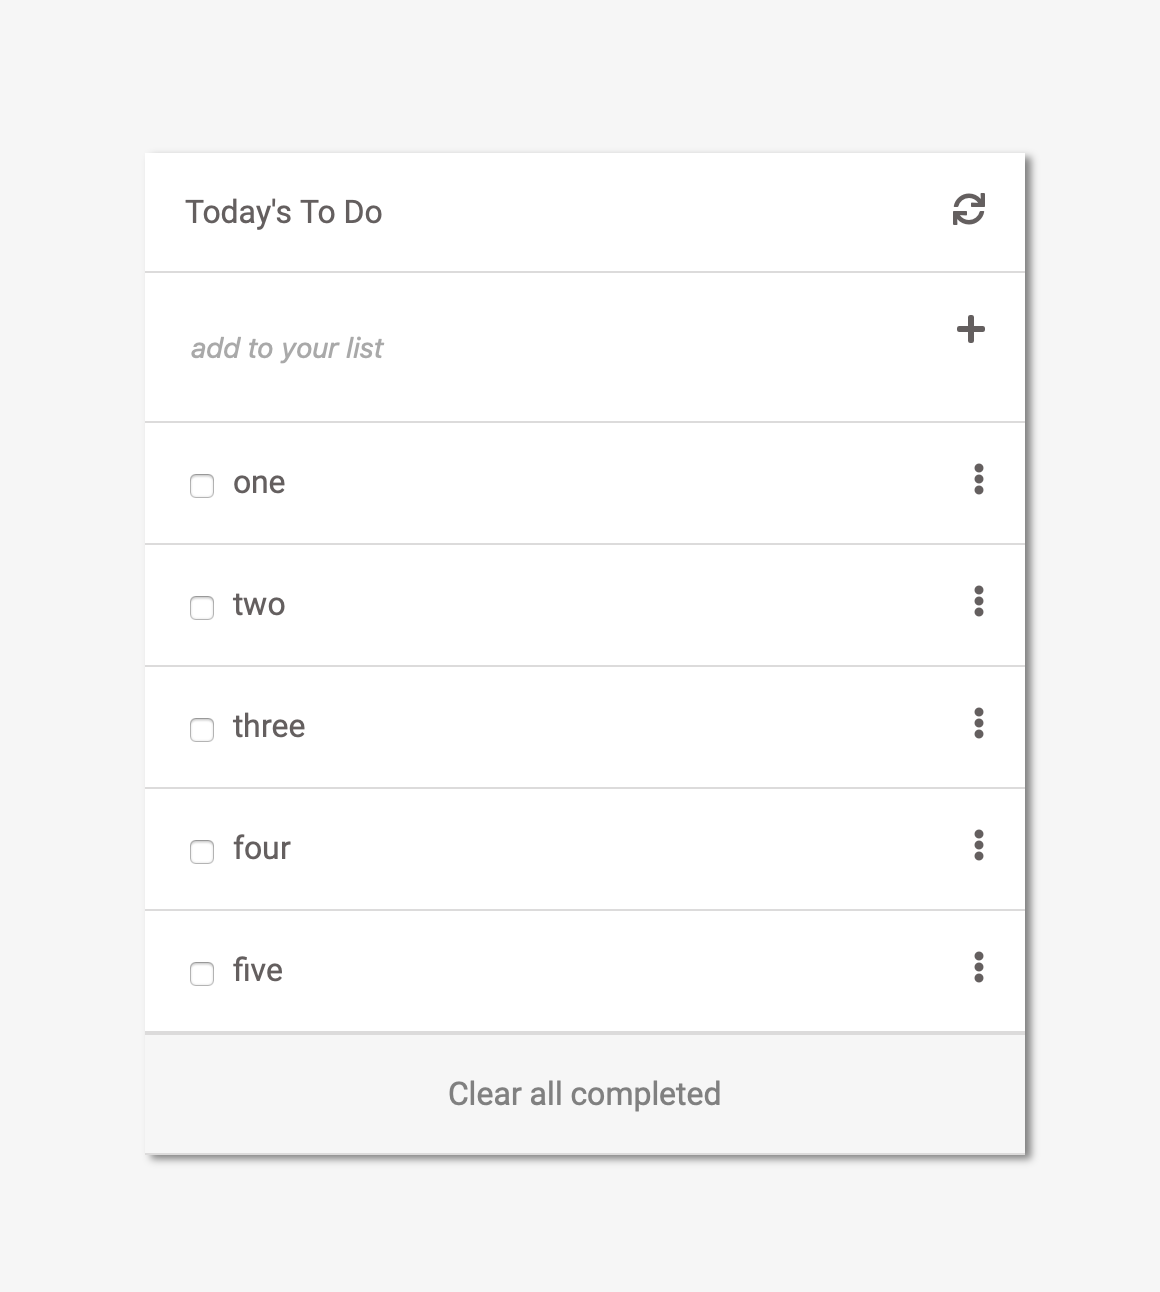 Today's To Do
add to your list
one
two
three
four
five
Clear all completed